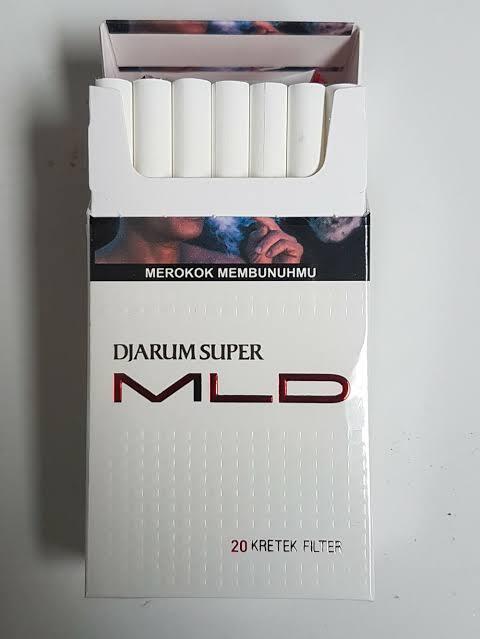 MEROKOK MEMBUNUHMU
DJARUM SUPER
MLD
20 KRETEK FILTER